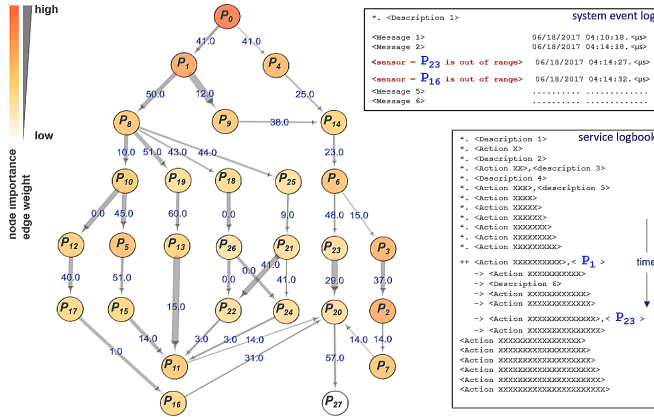 high
low
node importance
edge weight
P0
41.0
41.0
P1
P4
50.0
12.0
25.0
P8
P9
38.0
P14
10.0
51.0
43.0
44.0
23.0
P10
P19
P18
P25
P6
0.0
45.0
60.0
0.0
9.0
48.0
15.0
P12
P5
P13
P26
P21
P23
P3
40.0
51.0
15.0
0.0
0.0
41.0
41.0
29.0
37.0
P17
P15
P22
P24
P20
P2
1.0
14.0
3.0
3.0
14.0
31.0
57.0
14.0
14.0
P11
P7
P16
P27
system event log
*. <Description 1>
<Message 1> 06/18/2017 04:10:18.<µs>
<Message 2> 06/18/2017 04:14:18.<µs>
<sensor – P23 is out of range> 06/18/2017 04:14:27.<µs>
<sensor – P16 is out of range> 06/18/2017 04:14:32.<µs>
<Message 5> .......... .............
<Message 6> .......... .............
service logbook
*. <Description 1>
*. <Action X>
*. <Description 2>
*. <Action XX>,<description 3>
*. <Description 4>
*. <Action XXX>,<description 5>
*. <Action XXXX>
*. <Action XXXXX>
*. <Action XXXXXX>
*. <Action XXXXXXX>
*. <Action XXXXXXXX>
*. <Action XXXXXXXXX>
++ <Action XXXXXXXXXX>,< P1 >
time
-> <Action XXXXXXXXXXX>
-> <Description 6>
-> <Action XXXXXXXXXXXX>
-> <Action XXXXXXXXXXXXX>
-> <Action XXXXXXXXXXXXXX>,< P23 >
-> <Action XXXXXXXXXXXXXXX>
<Action XXXXXXXXXXXXXXXX>
<Action XXXXXXXXXXXXXXXXX>
<Action XXXXXXXXXXXXXXXXXX>
<Action XXXXXXXXXXXXXXXXXXX>
<Action XXXXXXXXXXXXXXXXXXXX>
<Action XXXXXXXXXXXXXXXXXXXXX>